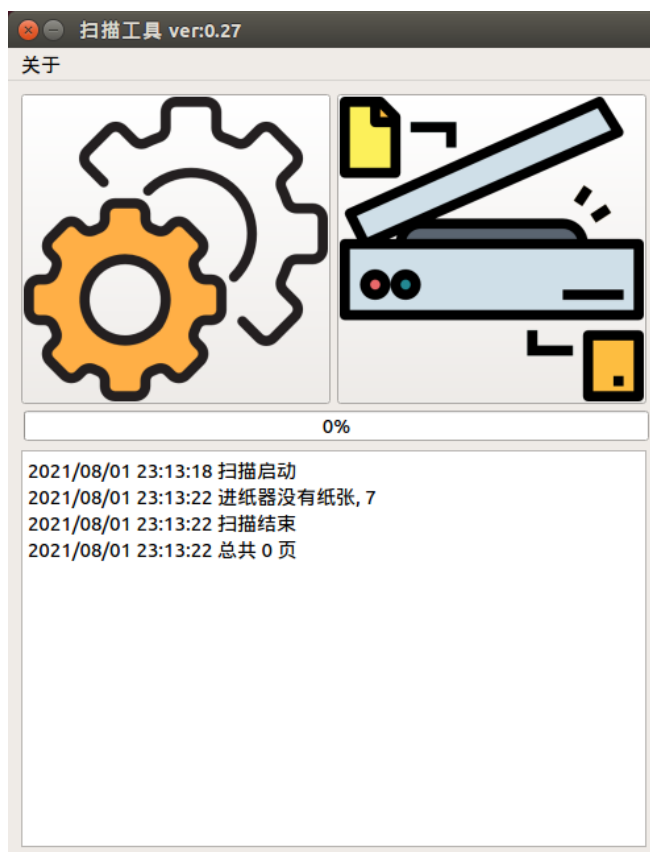 扫描工具 ver:0.27
关于
0%
2021/08/01 23:13:18 扫描启动
2021/08/01 23:13:22 进纸器没有纸张, 7
2021/08/01 23:13:22 扫描结束
2021/08/01 23:13:22 总共 0 页